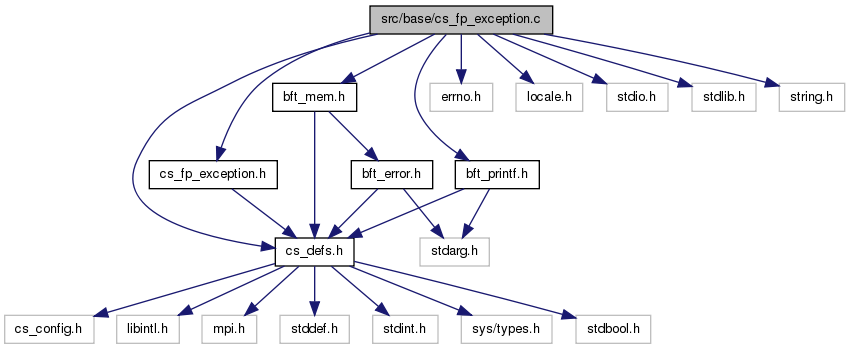 src/base/cs_fp_exception.c
bft_mem.h
errno.h
locale.h
stdio.h
stdlib.h
string.h
cs_fp_exception.h
bft_error.h
bft_printf.h
cs_defs.h
stdarg.h
cs_config.h
libintl.h
mpi.h
stddef.h
stdint.h
sys/types.h
stdbool.h